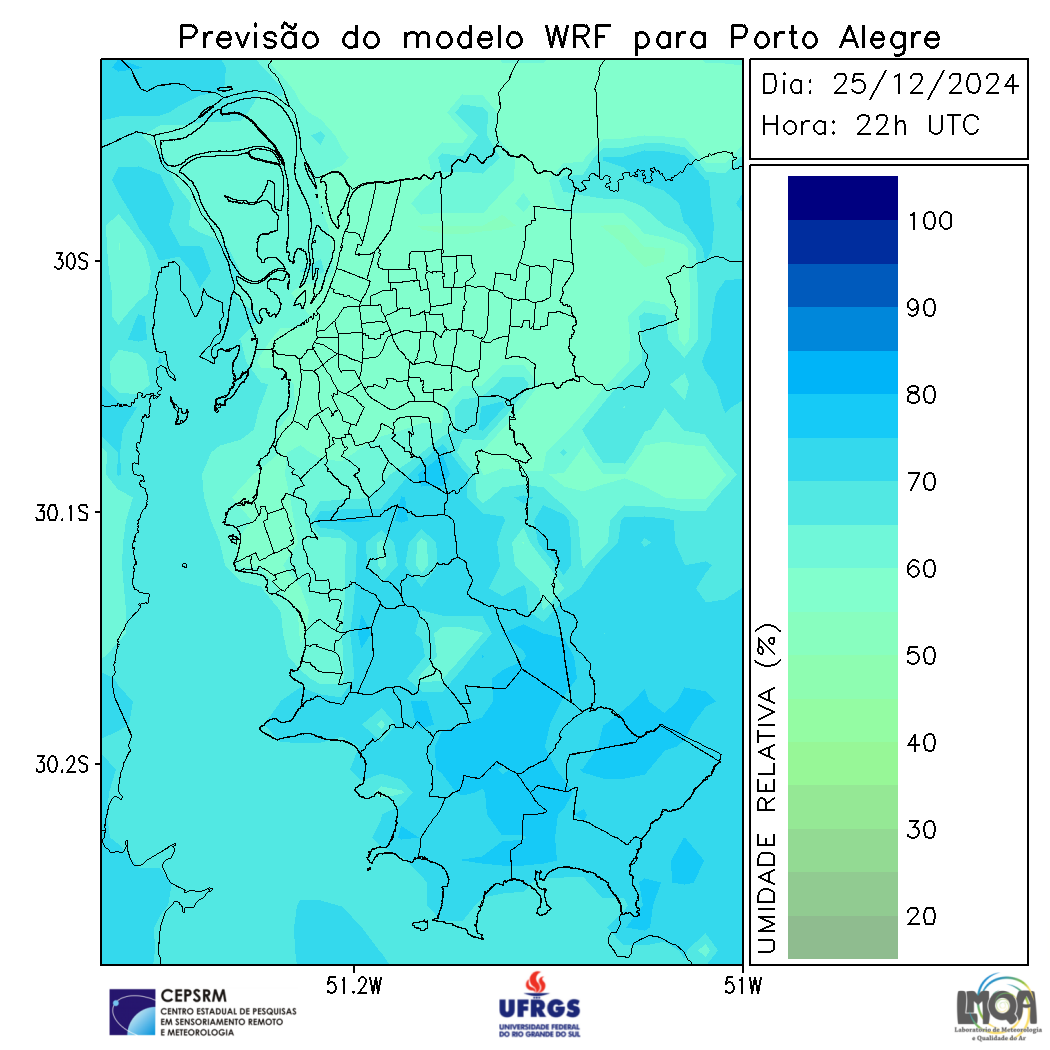 Previsão do modelo WRF para Porto Alegre
Dia: 25/12/2024
Hora: 22h UTC
30S
30.1S
30.2S
51.2W
51W
100
90
80
70
60
50
40
30
20
UMIDADE RELATIVA (%)
CEPSRM
CENTRO ESTADUAL DE PESQUISAS
EM SENSORIAMENTO REMOTO
E METEOROLOGIA
UFRGS
UNIVERSIDADE FEDERAL
DO RIO GRANDE DO SUL
LMQA
Laboratório de Meteorologia
e Qualidade do Ar